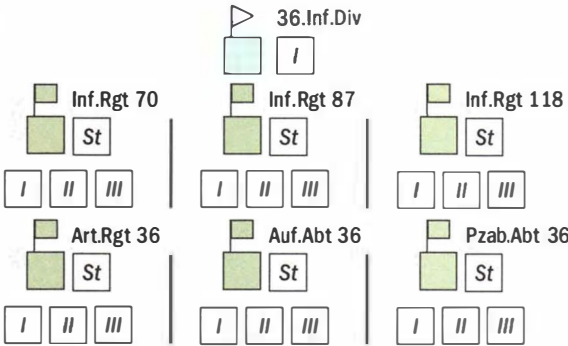 36.Inf.Div
I
Inf.Rgt 70 Inf.Rgt 87 Inf.Rgt 118
St St St
I II III I II III I II III
Art.Rgt 36 Auf.Abt 36 Pzab.Abt 36
St St St
I II III I II III I II III